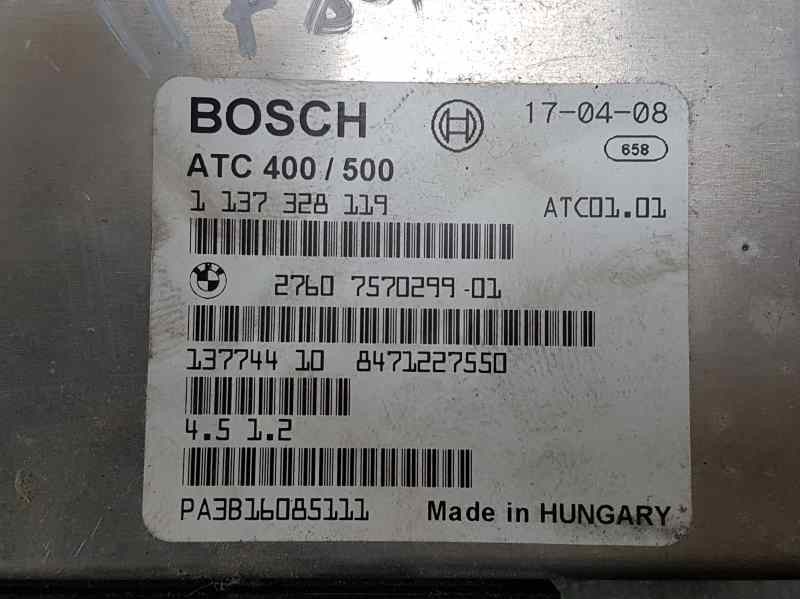 BOSCH 17-04-08
658
ATC 400 / 500
1 137 328 119 ATC01.01
2760 7570299-01
137744 10 8471227550
4.5 1.2
PA3B16085111 Made in HUNGARY